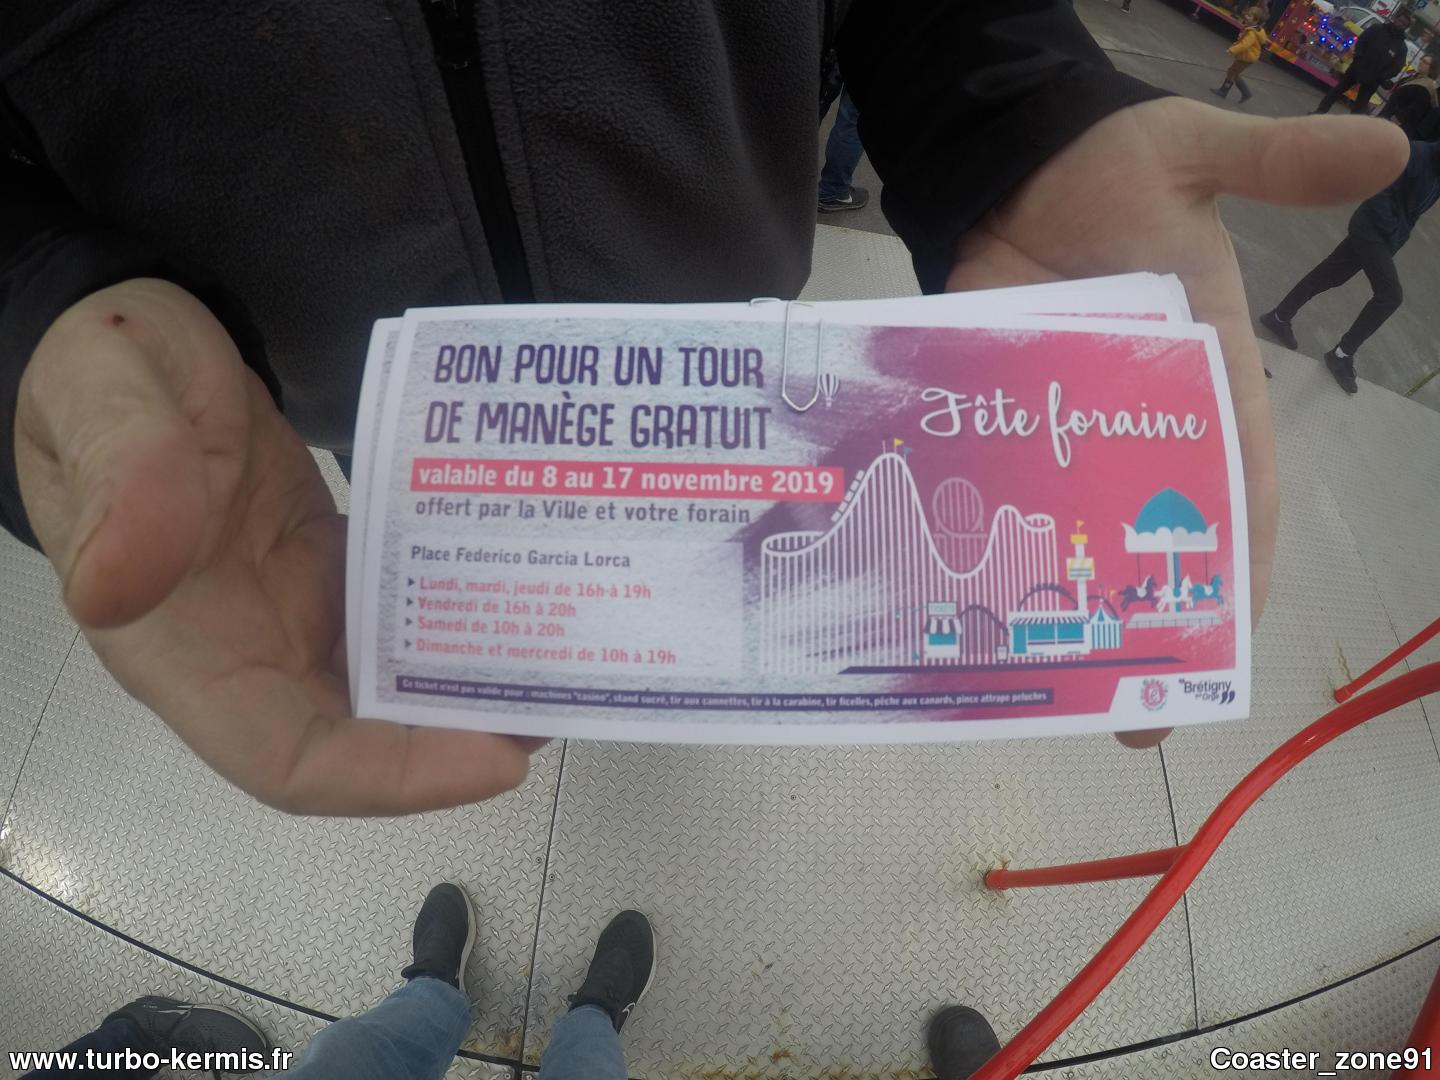 BON POUR UN TOUR
DE MANÈGE GRATUIT
valable du 8 au 17 novembre 2019
offert par la Ville et votre forain
Fête foraine
Place Federico Garcia Lorca
Lundi, mardi, jeudi de 16h à 19h
Vendredi de 16h à 20h
Samedi de 10h à 20h
Dimanche et mercredi de 10h à 19h
TICKETS
Ce ticket n'est pas valide pour : machines "casino", stand sucré, tir aux cannettes, tir à la carabine, tir ficelles, pêche aux canards, pince attrape peluches
"Brétigny
sur Orge"
www.turbo-kermis.fr
Coaster_zone91